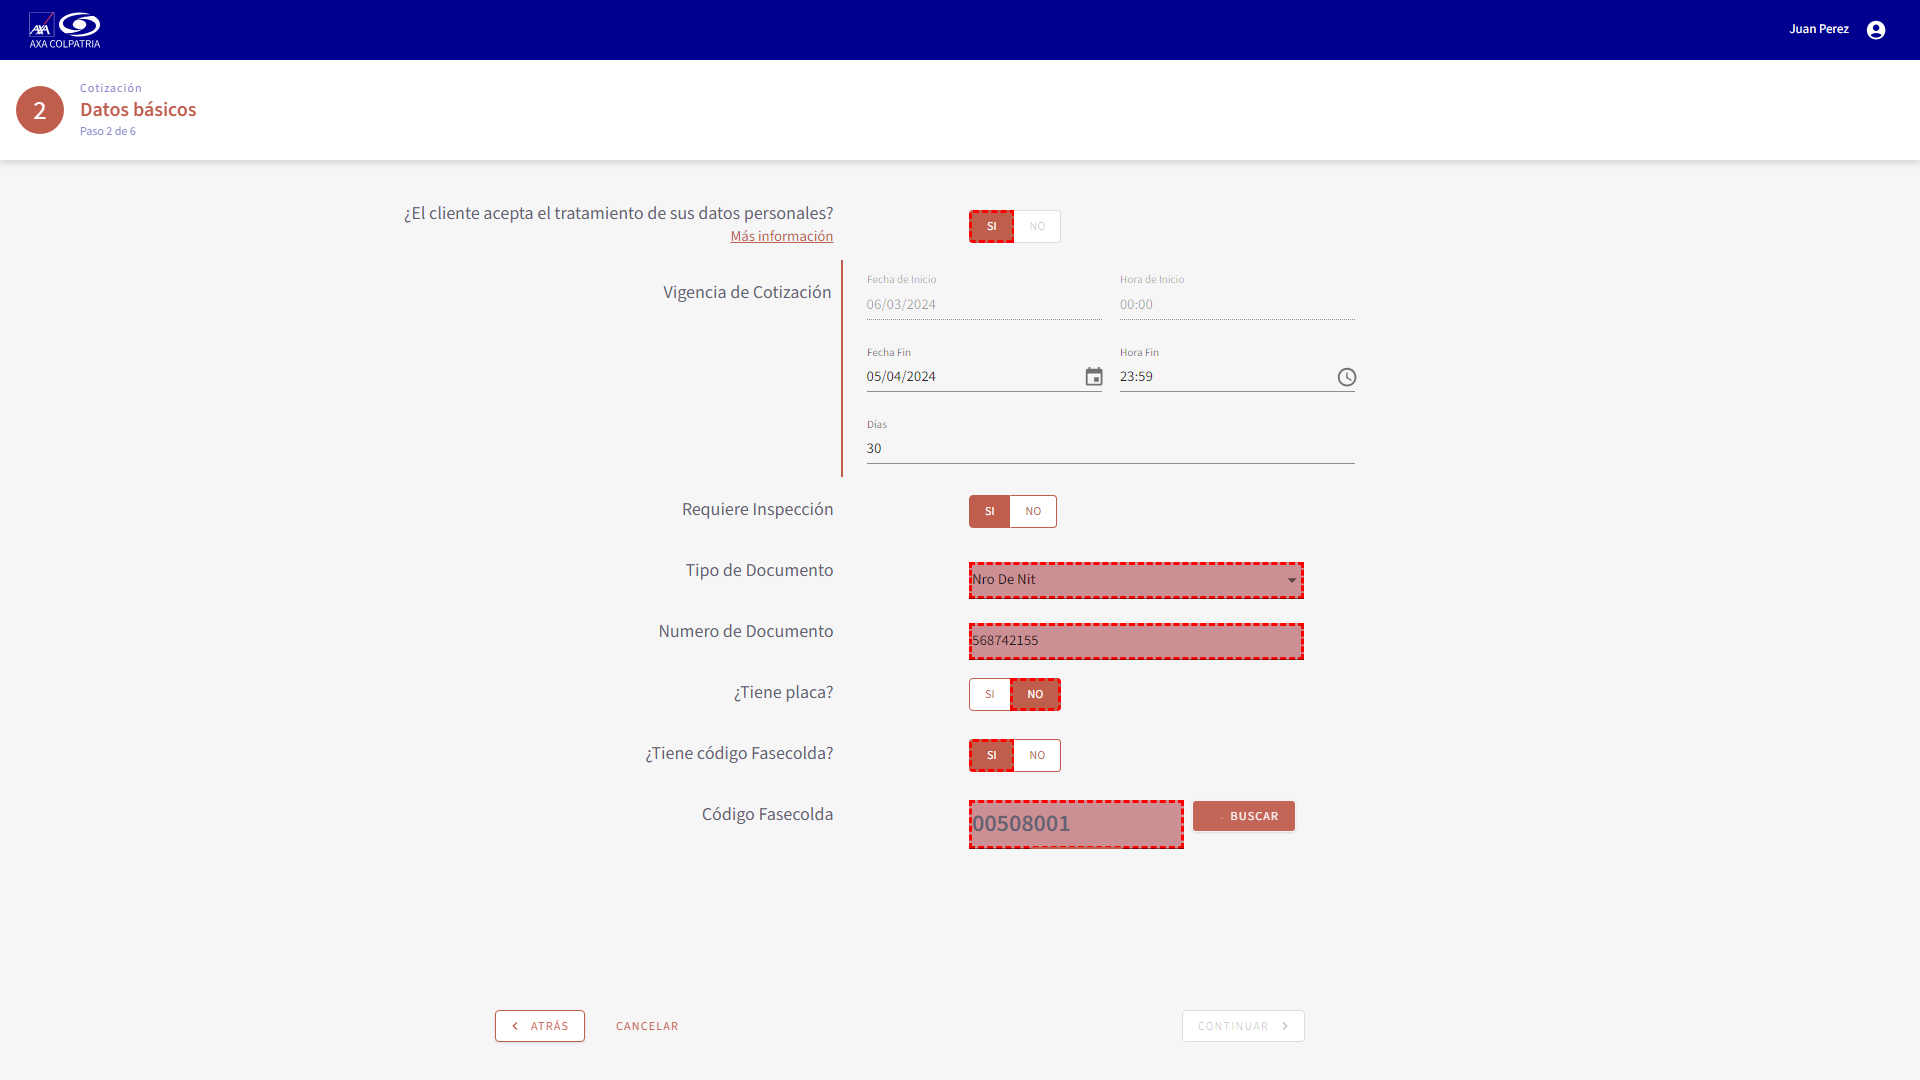 AXA
AXA COLPATRIA
Juan Perez
2
Cotización
Datos básicos
Paso 2 de 6
¿El cliente acepta el tratamiento de sus datos personales?
Más información
SI
NO
Vigencia de Cotización
Fecha de Inicio
06/03/2024
Hora de Inicio
00:00
Fecha Fin
05/04/2024
Hora Fin
23:59
Días
30
Requiere Inspección
SI
NO
Tipo de Documento
Nro De Nit
Numero de Documento
568742155
¿Tiene placa?
SI
NO
¿Tiene código Fasecolda?
SI
NO
Código Fasecolda
00508001
BUSCAR
ATRÁS
CANCELAR
CONTINUAR